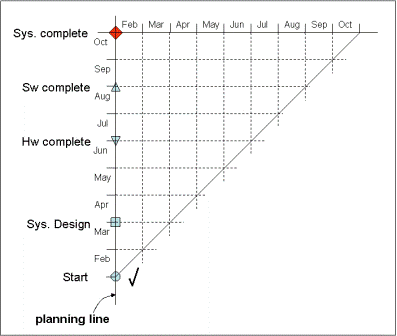 Feb Mar Apr May Jun Jul Aug Sep Oct
Sys. complete
Oct
Sep
Sw complete
Aug
Jul
Hw complete
Jun
May
Apr
Sys. Design
Mar
Feb
Start
planning line